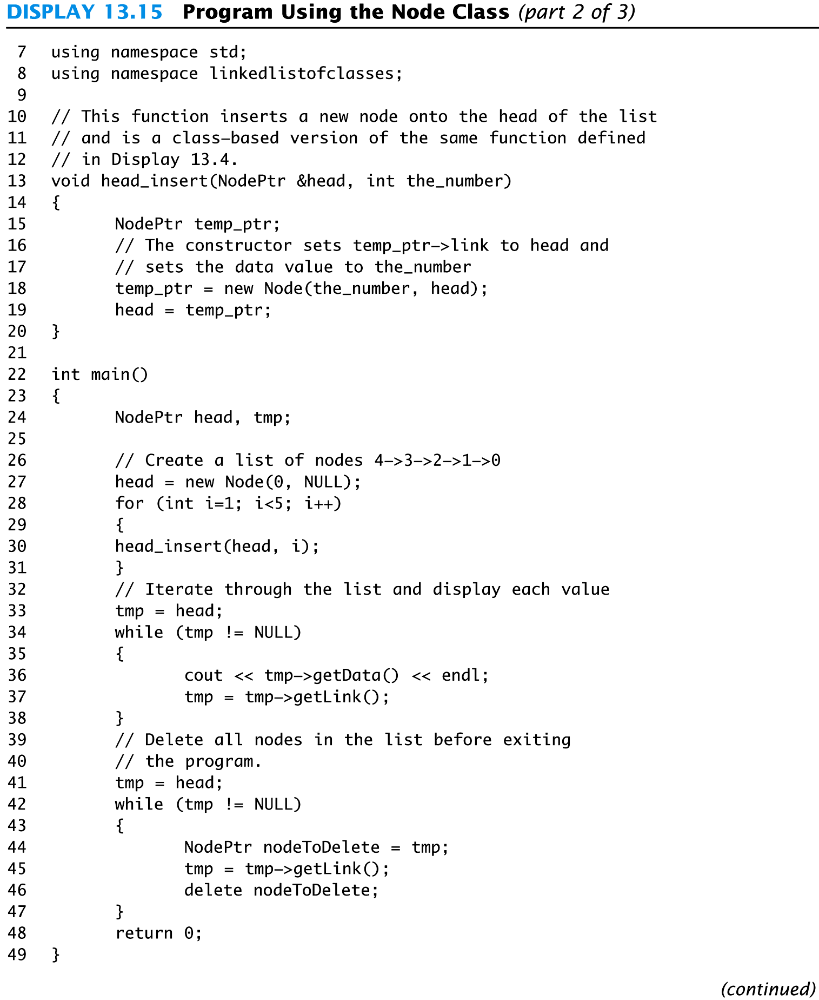 DISPLAY 13.15 Program Using the Node Class (part 2 of 3)
7 using namespace std;
8 using namespace linkedlistofclasses;
9
10 // This function inserts a new node onto the head of the list
11 // and is a class–based version of the same function defined
12 // in Display 13.4.
13 void head_insert(NodePtr &head, int the_number)
14 {
15 NodePtr temp_ptr;
16 // The constructor sets temp_ptr–>link to head and
17 // sets the data value to the_number
18 temp_ptr = new Node(the_number, head);
19 head = temp_ptr;
20 }
21
22 int main()
23 {
24 NodePtr head, tmp;
25
26 // Create a list of nodes 4–>3–>2–>1–>0
27 head = new Node(0, NULL);
28 for (int i=1; i<5; i++)
29 {
30 head_insert(head, i);
31 }
32 // Iterate through the list and display each value
33 tmp = head;
34 while (tmp != NULL)
35 {
36 cout << tmp–>getData() << endl;
37 tmp = tmp–>getLink();
38 }
39 // Delete all nodes in the list before exiting
40 // the program.
41 tmp = head;
42 while (tmp != NULL)
43 {
44 NodePtr nodeToDelete = tmp;
45 tmp = tmp–>getLink();
46 delete nodeToDelete;
47 }
48 return 0;
49 }
(continued)